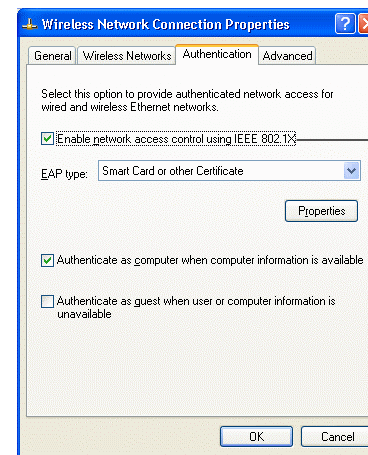 Wireless Network Connection Properties
General Wireless Networks Authentication Advanced
Select this option to provide authenticated network access for
wired and wireless Ethernet networks.
Enable network access control using IEEE 802.1X
EAP type: Smart Card or other Certificate
Properties
Authenticate as computer when computer information is available
Authenticate as guest when user or computer information is
unavailable
OK Cancel